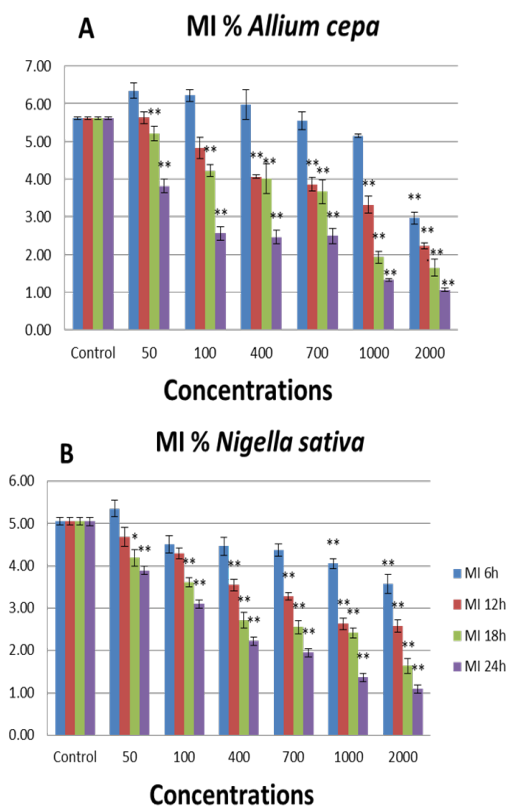 A
MI % Allium cepa
7.00
6.00
5.00
4.00
3.00
2.00
1.00
0.00
** **
** **
** ** **
** ** **
** ** **
** ** ** **
Control 50 100 400 700 1000 2000
Concentrations
B
MI % Nigella sativa
6.00
5.00
4.00
3.00
2.00
1.00
0.00
* **
** **
** ** **
** ** **
** ** ** **
** ** ** **
Control 50 100 400 700 1000 2000
Concentrations
MI 6h
MI 12h
MI 18h
MI 24h